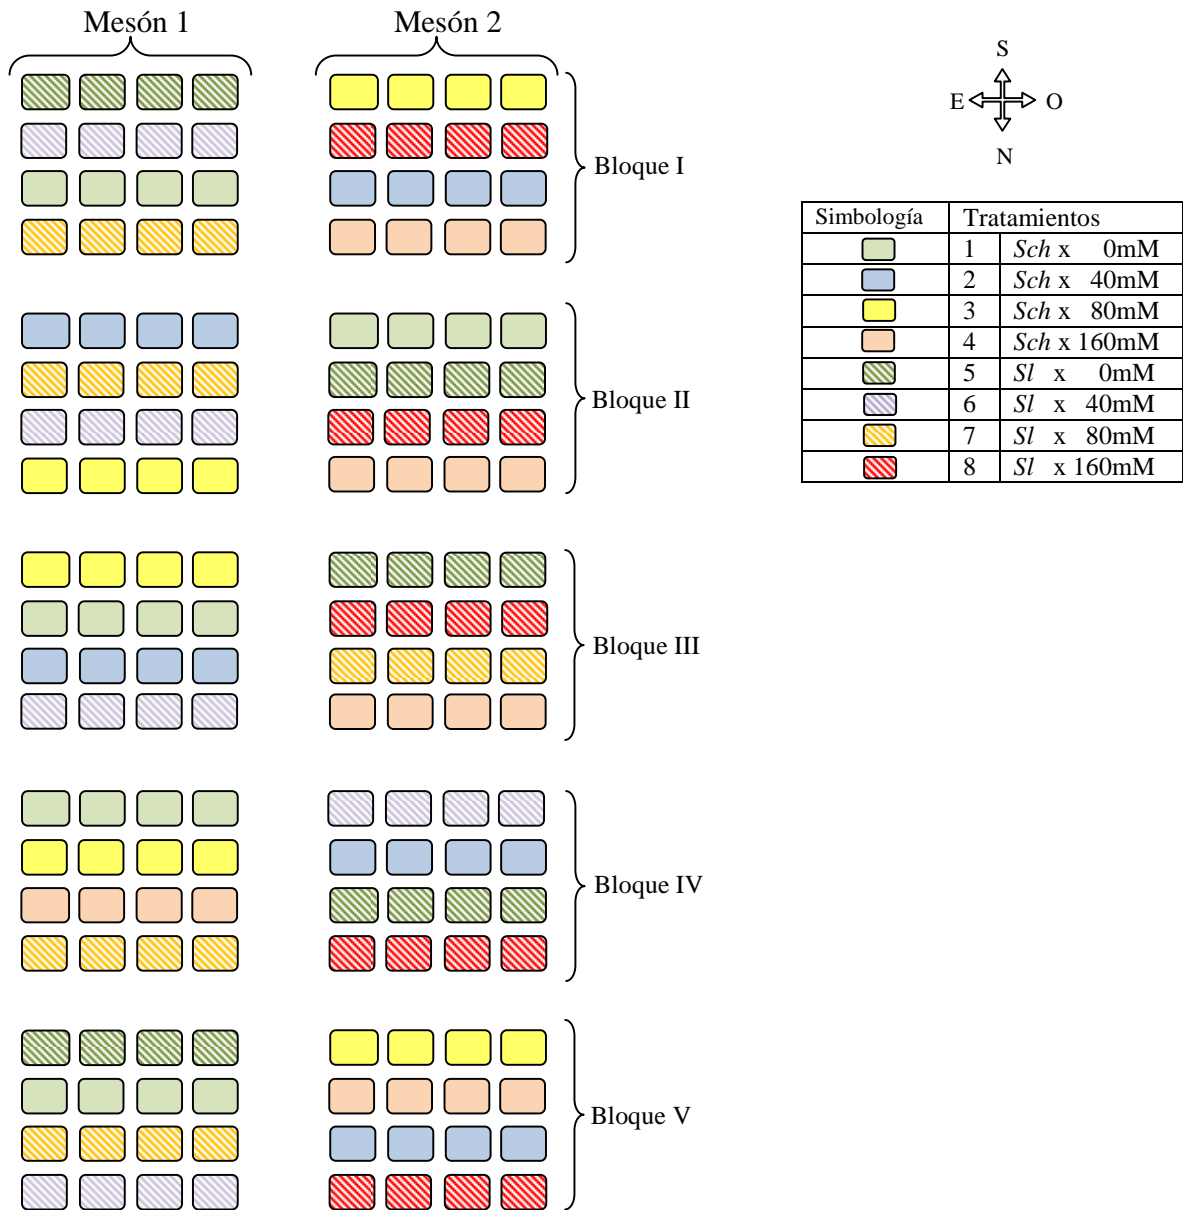 Mesón 1
Mesón 2
Bloque I
Bloque II
Bloque III
Bloque IV
Bloque V
S
E O
N
Simbología Tratamientos
1 Sch x 0mM
2 Sch x 40mM
3 Sch x 80mM
4 Sch x 160mM
5 Sl x 0mM
6 Sl x 40mM
7 Sl x 80mM
8 Sl x 160mM